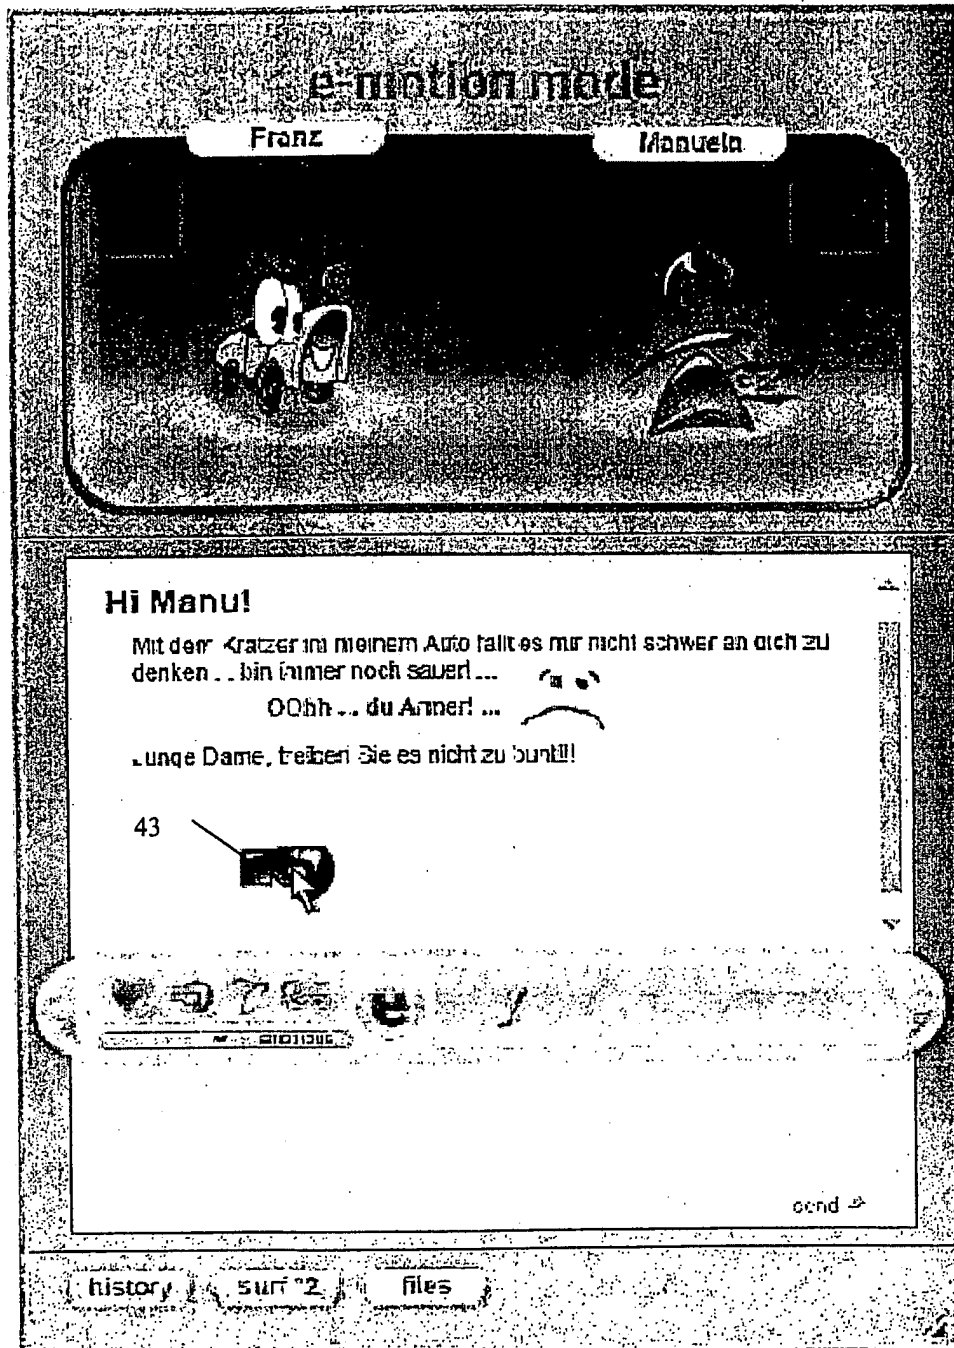 e-motion mode
Franz
Manuela
Hi Manu!
Mit dem Kratzer in meinem Auto fällt es mir nicht schwer an dich zu
denken ... bin immer noch sauer! ...
OOhh ... du Armer! ...
Junge Dame, treiben Sie es nicht zu bunt!!!
43
emotions
send
history
surf *2
files